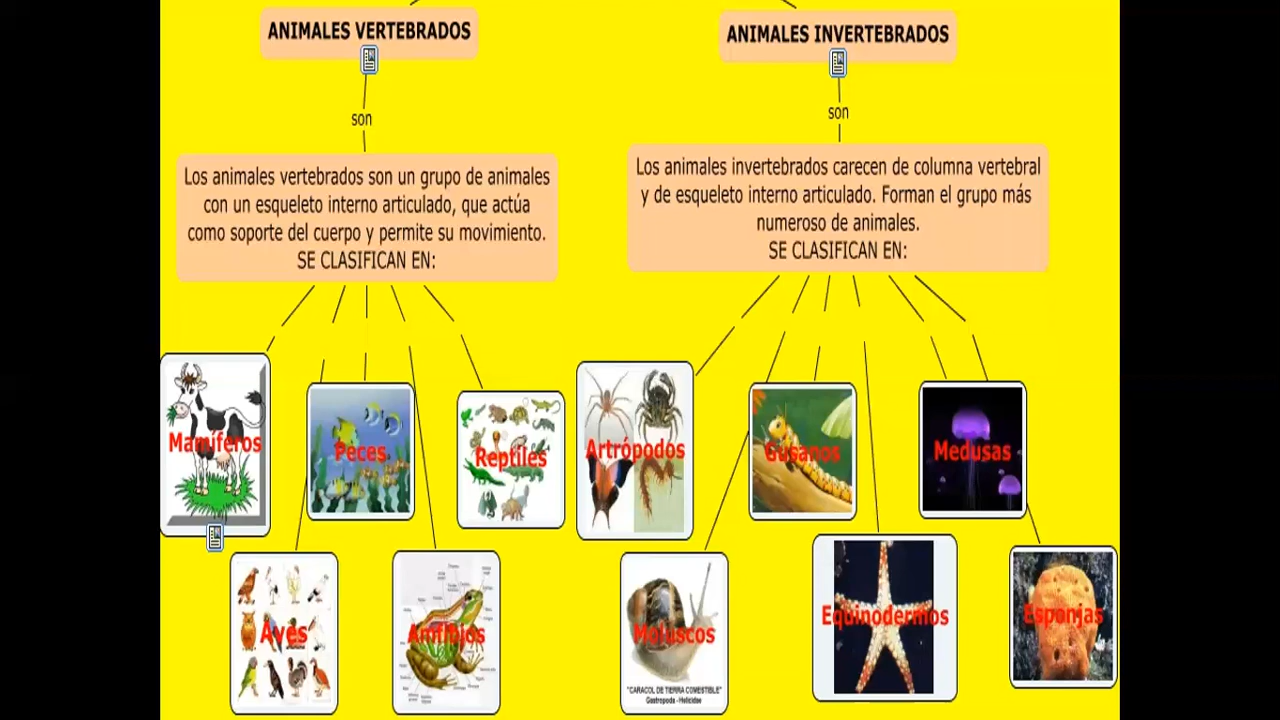 ANIMALES VERTEBRADOS
ANIMALES INVERTEBRADOS
son
son
Los animales vertebrados son un grupo de animales
con un esqueleto interno articulado, que actúa
como soporte del cuerpo y permite su movimiento.
SE CLASIFICAN EN:
Los animales invertebrados carecen de columna vertebral
y de esqueleto interno articulado. Forman el grupo más
numeroso de animales.
SE CLASIFICAN EN:
Mamíferos
Peces
Reptiles
Artrópodos
Gusanos
Medusas
Aves
Anfibios
Moluscos
"CARACOL DE TIERRA COMESTIBLE"
Gastropoda - Helicidae
Equinodermos
Esponjas